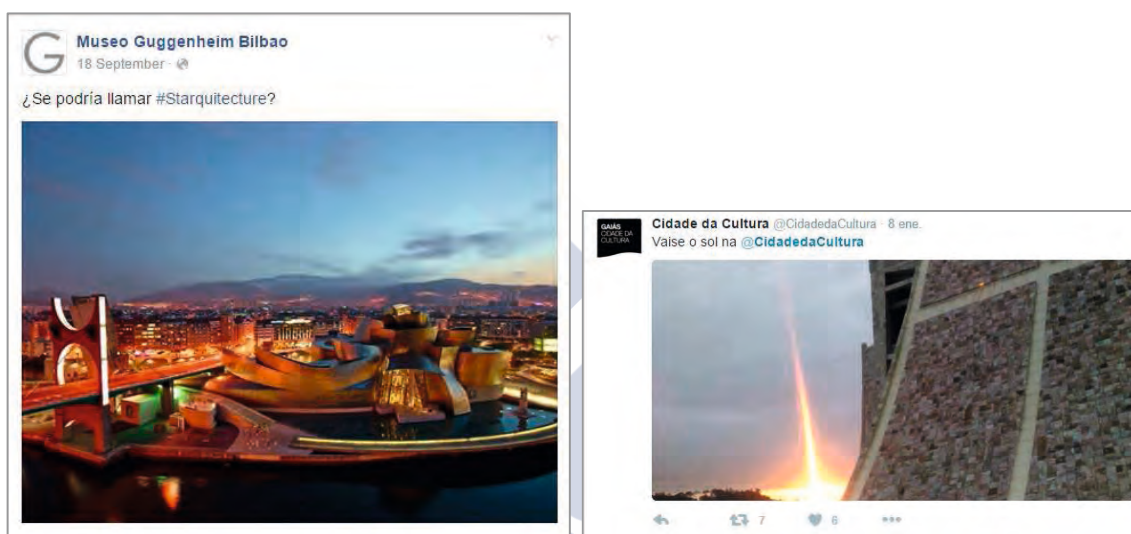 Museo Guggenheim Bilbao
18 September
¿Se podría llamar #Starquitecture?
GAIÁS
CIDADE DA
CULTURA
Cidade da Cultura @CidadedaCultura · 8 ene.
Vaise o sol na @CidadedaCultura
7 6